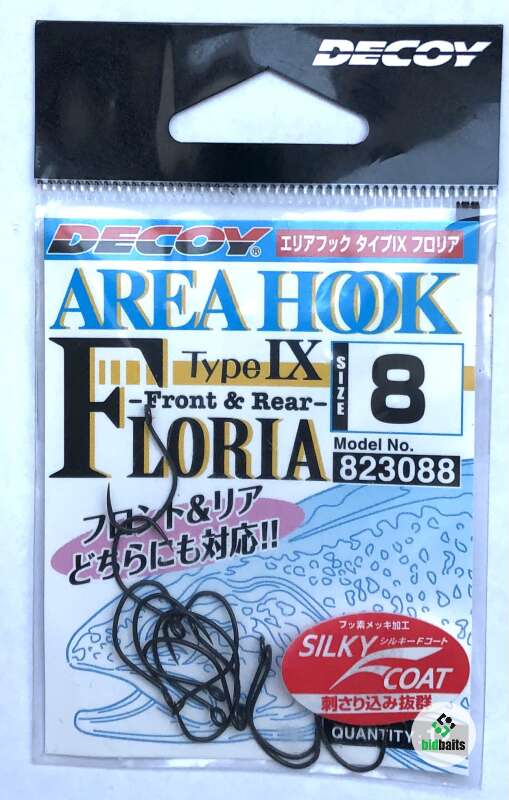 DECOY
DECOY®
エリアフック タイプIX フロリア
AREA HOOK
Type IX
-Front & Rear-
FLORIA
SIZE
8
Model No.
823088
フロント&リア
どちらにも対応!!
フッ素メッキ加工
SILKY
シルキーFコート
F COAT
刺さり込み抜群
QUANTITY:
bidbaits